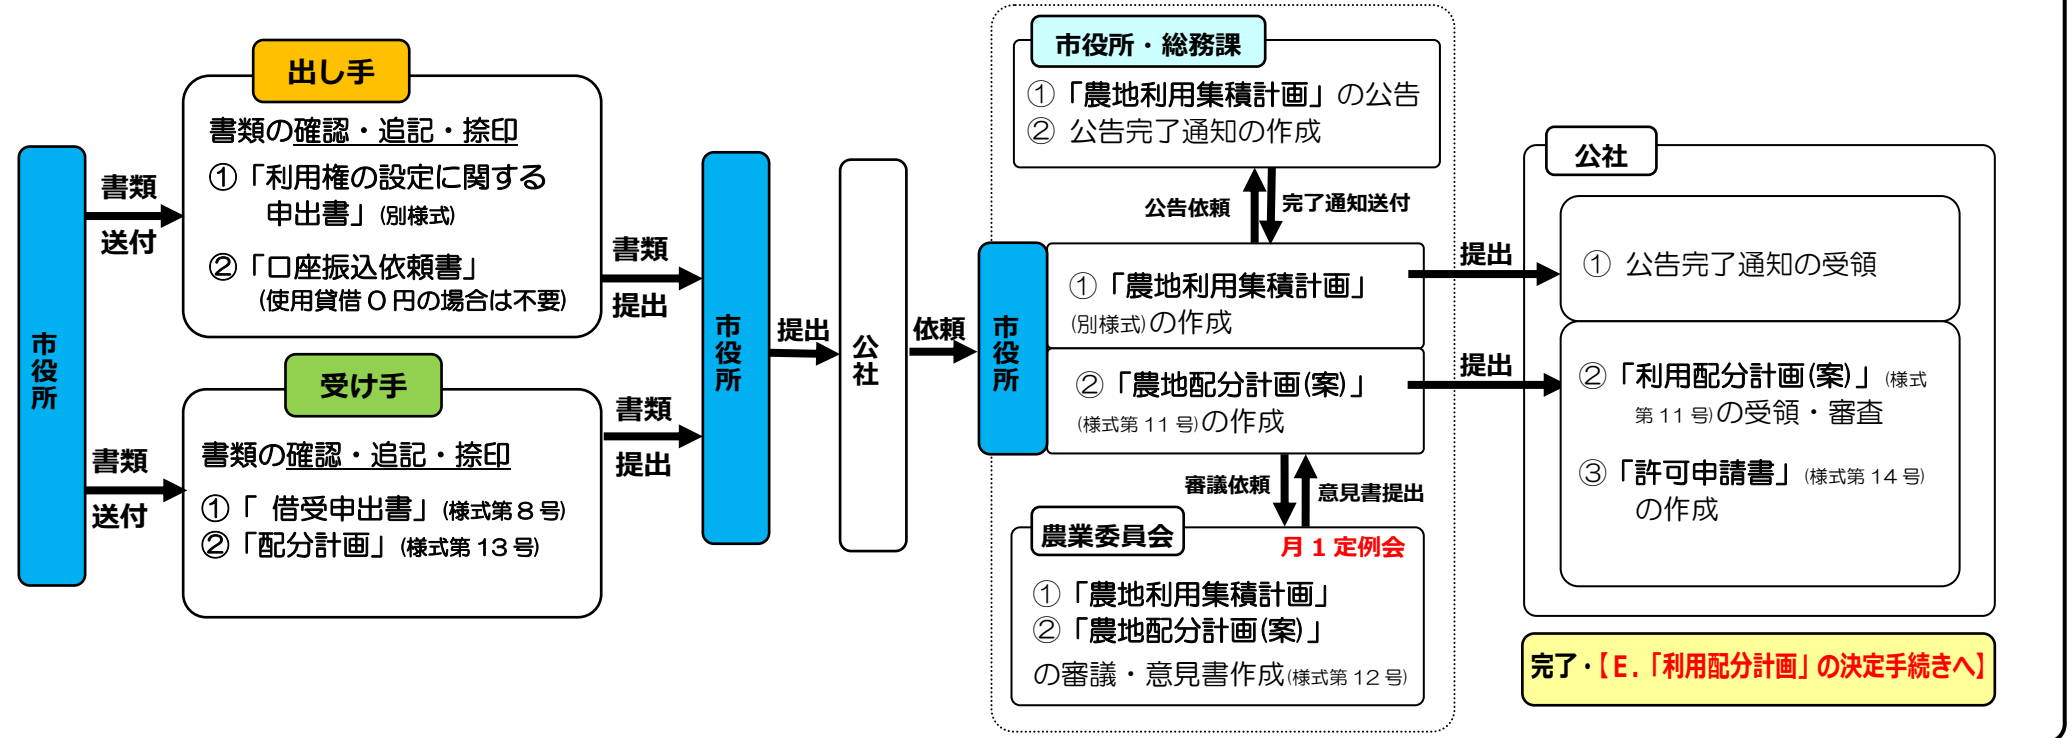 市役所
書類
送付
書類
送付
出し手
書類の確認・追記・捺印
①「利用権の設定に関する
申出書」(別様式)
②「口座振込依頼書」
(使用貸借０円の場合は不要)
受け手
書類の確認・追記・捺印
①「 借受申出書」(様式第８号)
②「配分計画」(様式第 13 号)
書類
提出
書類
提出
市役所
提出
公社
依頼
市役所・総務課
①「農地利用集積計画」の公告
② 公告完了通知の作成
公告依頼
完了通知送付
市役所
①「農地利用集積計画」
(別様式)の作成
②「農地配分計画(案)」
(様式第 11 号)の作成
審議依頼
意見書提出
農業委員会
月 1 定例会
①「農地利用集積計画」
②「農地配分計画(案)」
の審議・意見書作成(様式第 12 号)
提出
提出
公社
① 公告完了通知の受領
②「利用配分計画(案)」(様式
第 11 号)の受領・審査
③「許可申請書」(様式第 14 号)
の作成
完了・【Ｅ.「利用配分計画」の決定手続きへ】